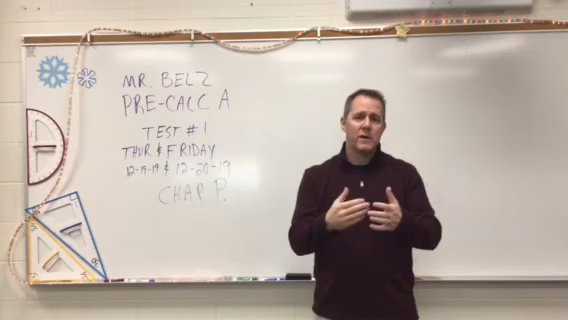 MR. BELZ
PRE-CALC A
TEST #1
THUR & FRIDAY
12-19-19 & 12-20-19
CHAP P.